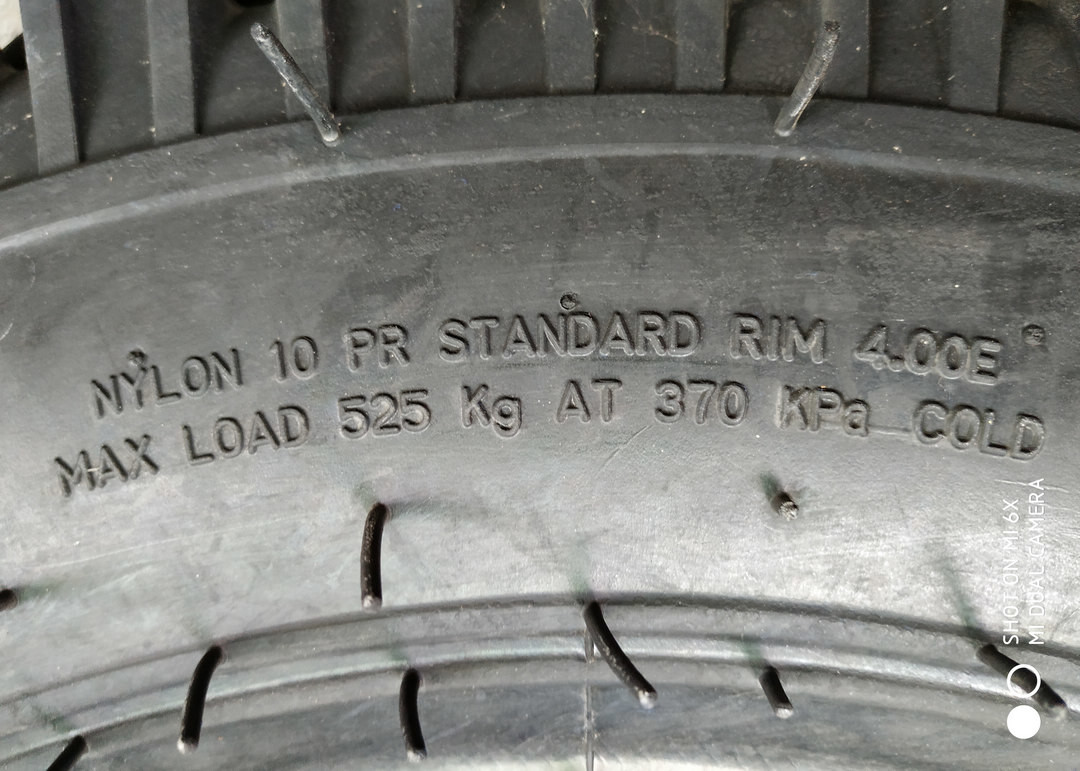 NYLON 10 PR STANDARD RIM 4.00E
MAX LOAD 525 Kg AT 370 KPa COLD
SHOT ON MI 6X
MI DUAL CAMERA